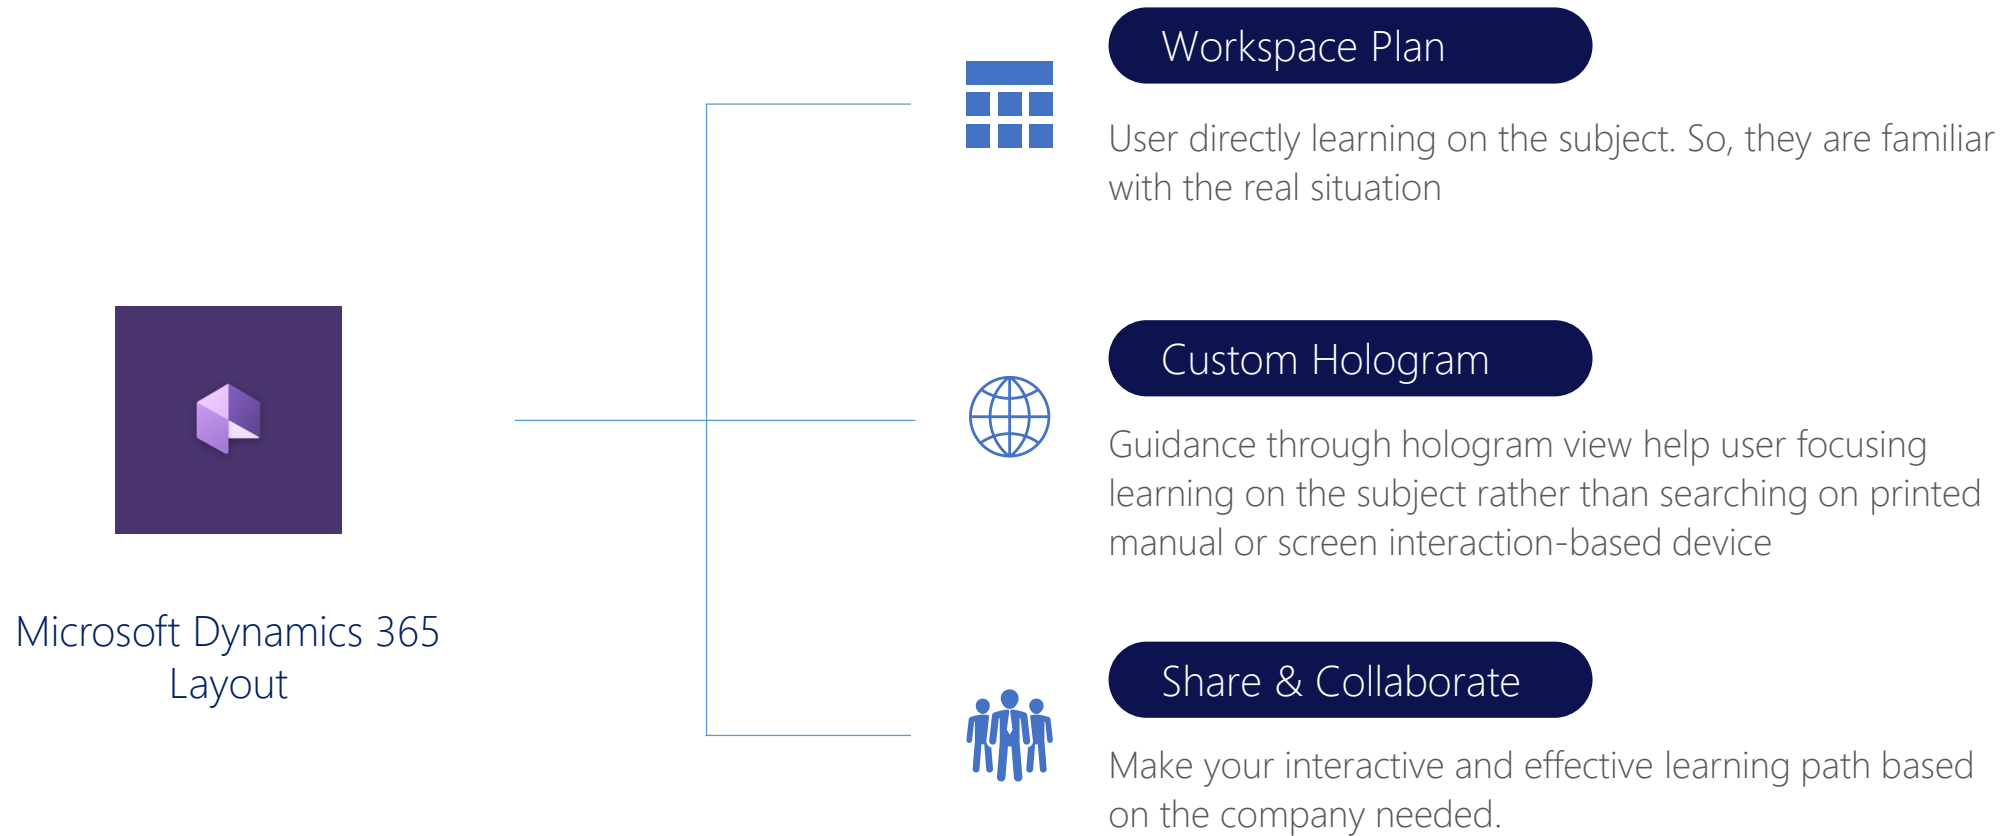 Workspace Plan
User directly learning on the subject. So, they are familiar
with the real situation
Custom Hologram
Guidance through hologram view help user focusing
learning on the subject rather than searching on printed
manual or screen interaction-based device
Microsoft Dynamics 365
Layout
Share & Collaborate
Make your interactive and effective learning path based
on the company needed.